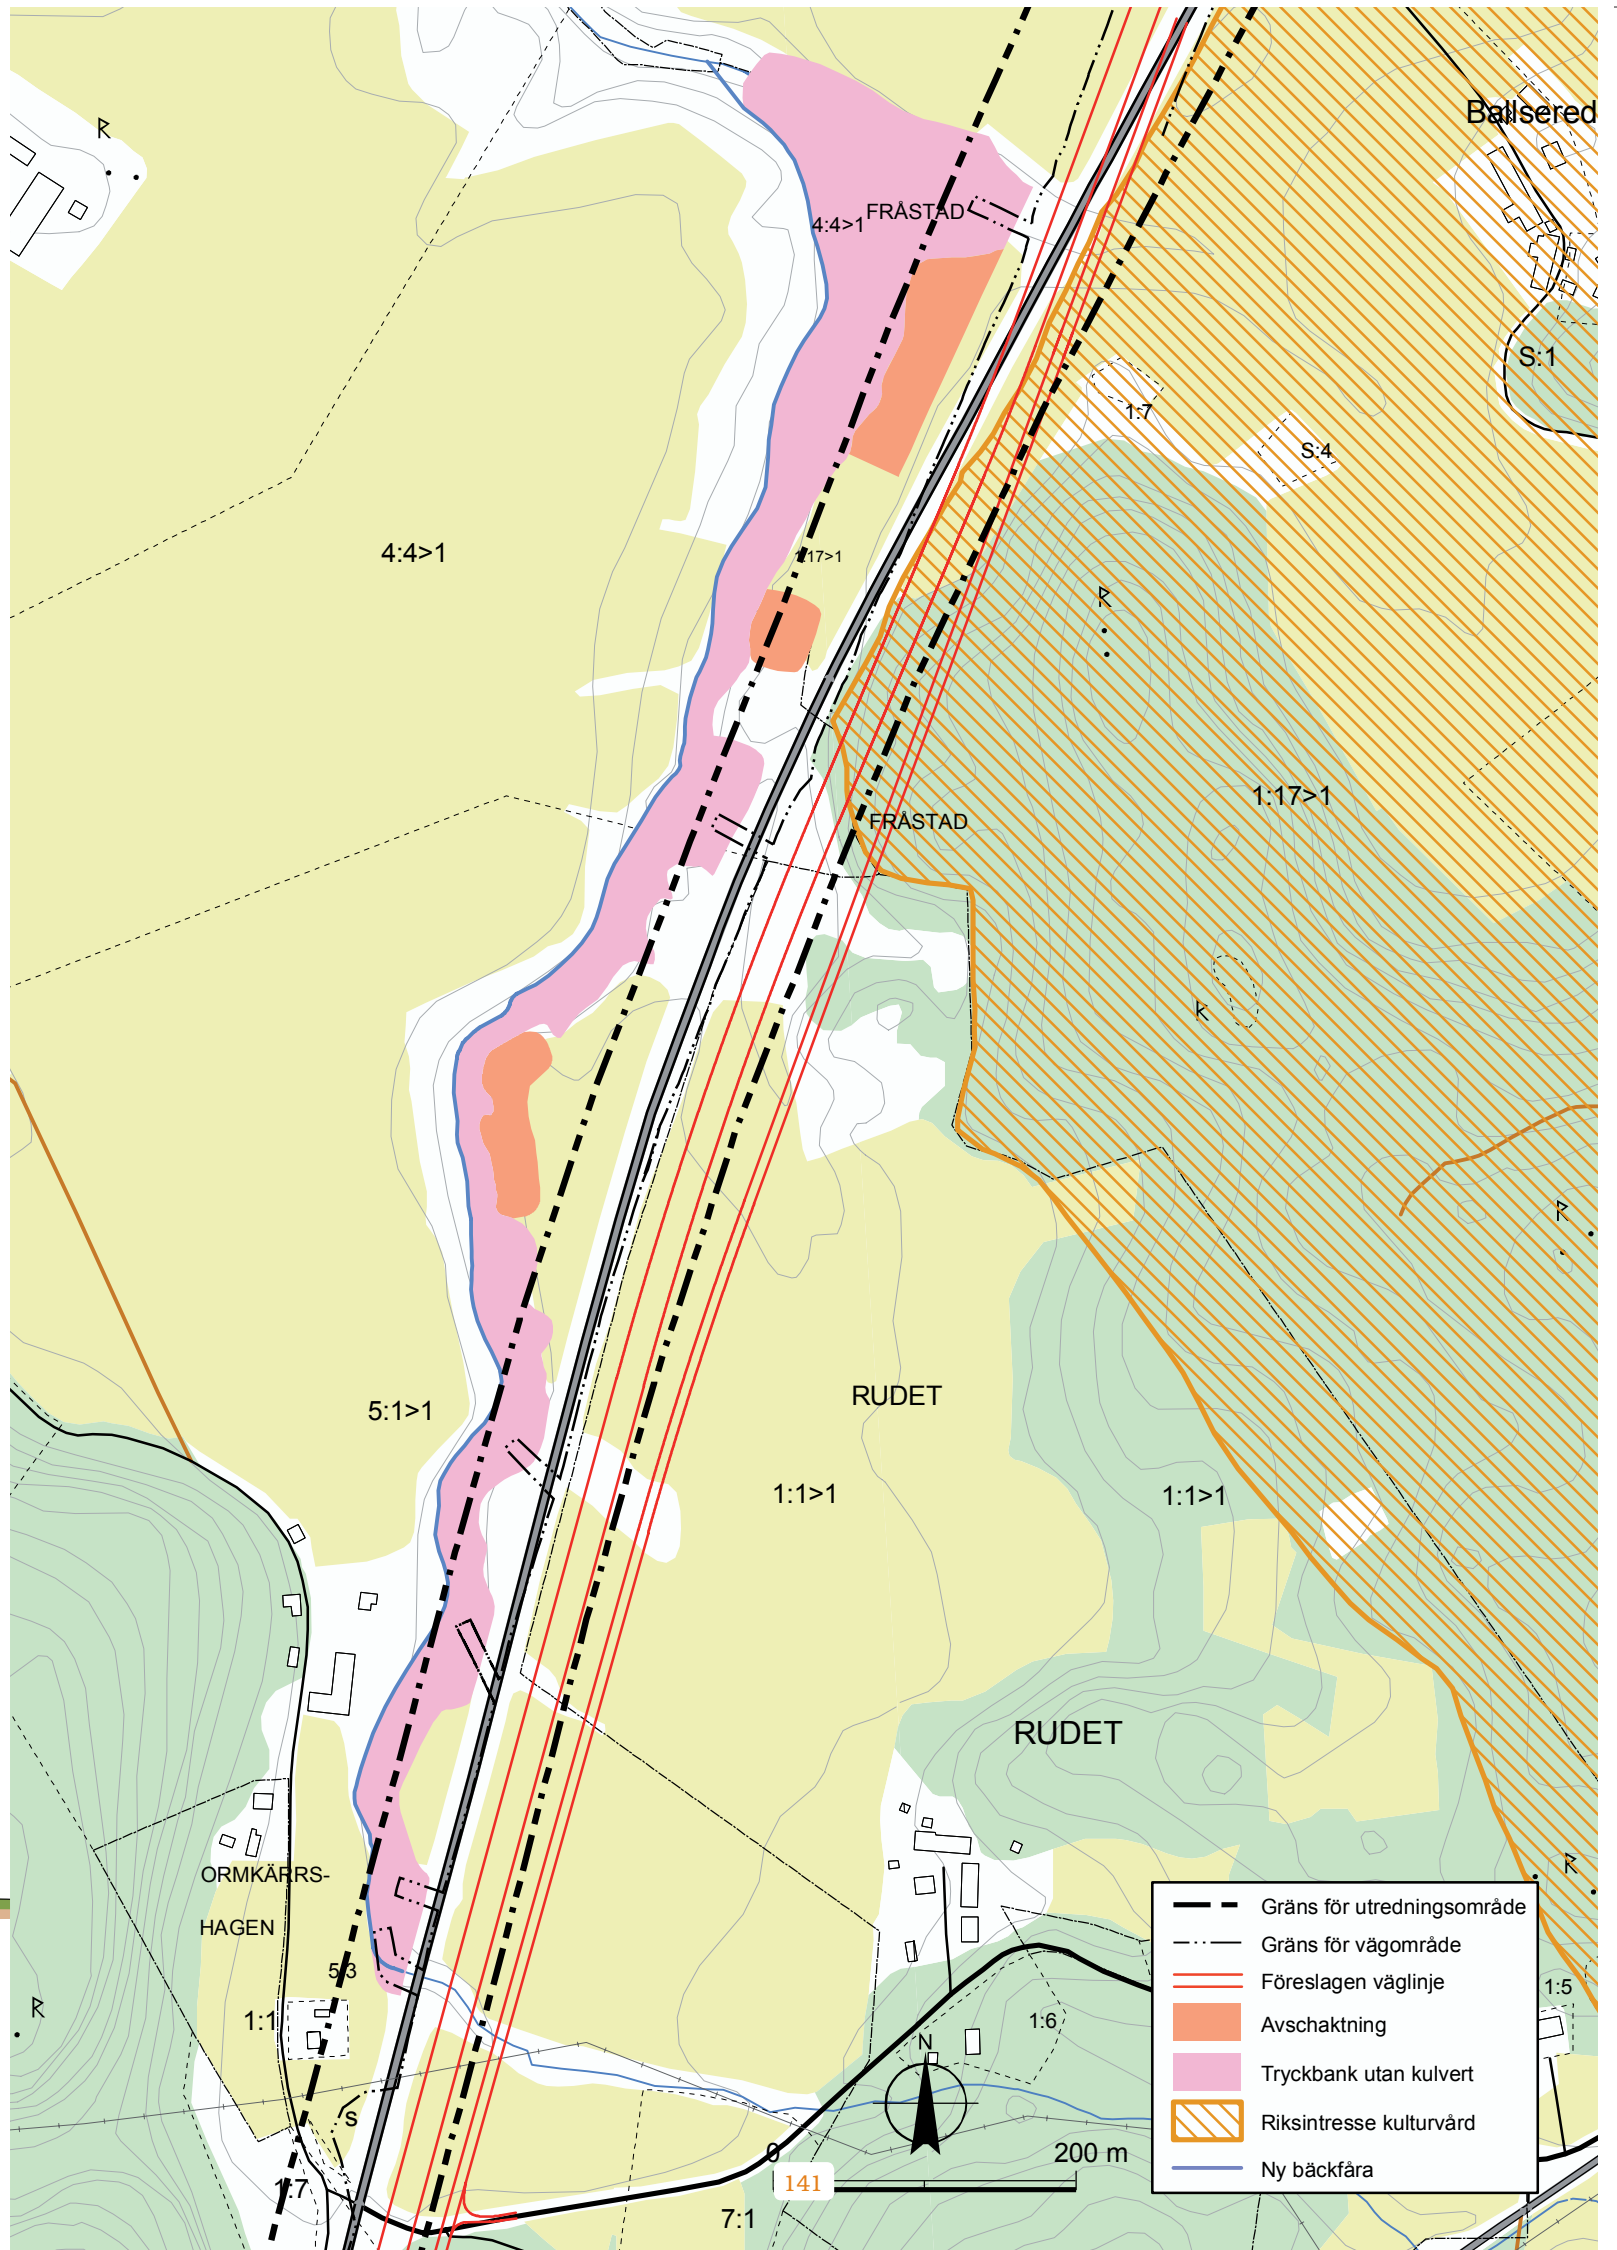 Ballsered
4:4>1
FRÅSTAD
S:1
1:7
S:4
4:4>1
1:17>1
1:17>1
FRÅSTAD
RUDET
5:1>1
1:1>1
1:1>1
RUDET
ORMKÄRRS-
HAGEN
5:3
1:1
1:6
1:5
S
1:7
7:1
N
0
200 m
141
Gräns för utredningsområde
Gräns för vägområde
Föreslagen väglinje
Avschaktning
Tryckbank utan kulvert
Riksintresse kulturvård
Ny bäckfåra